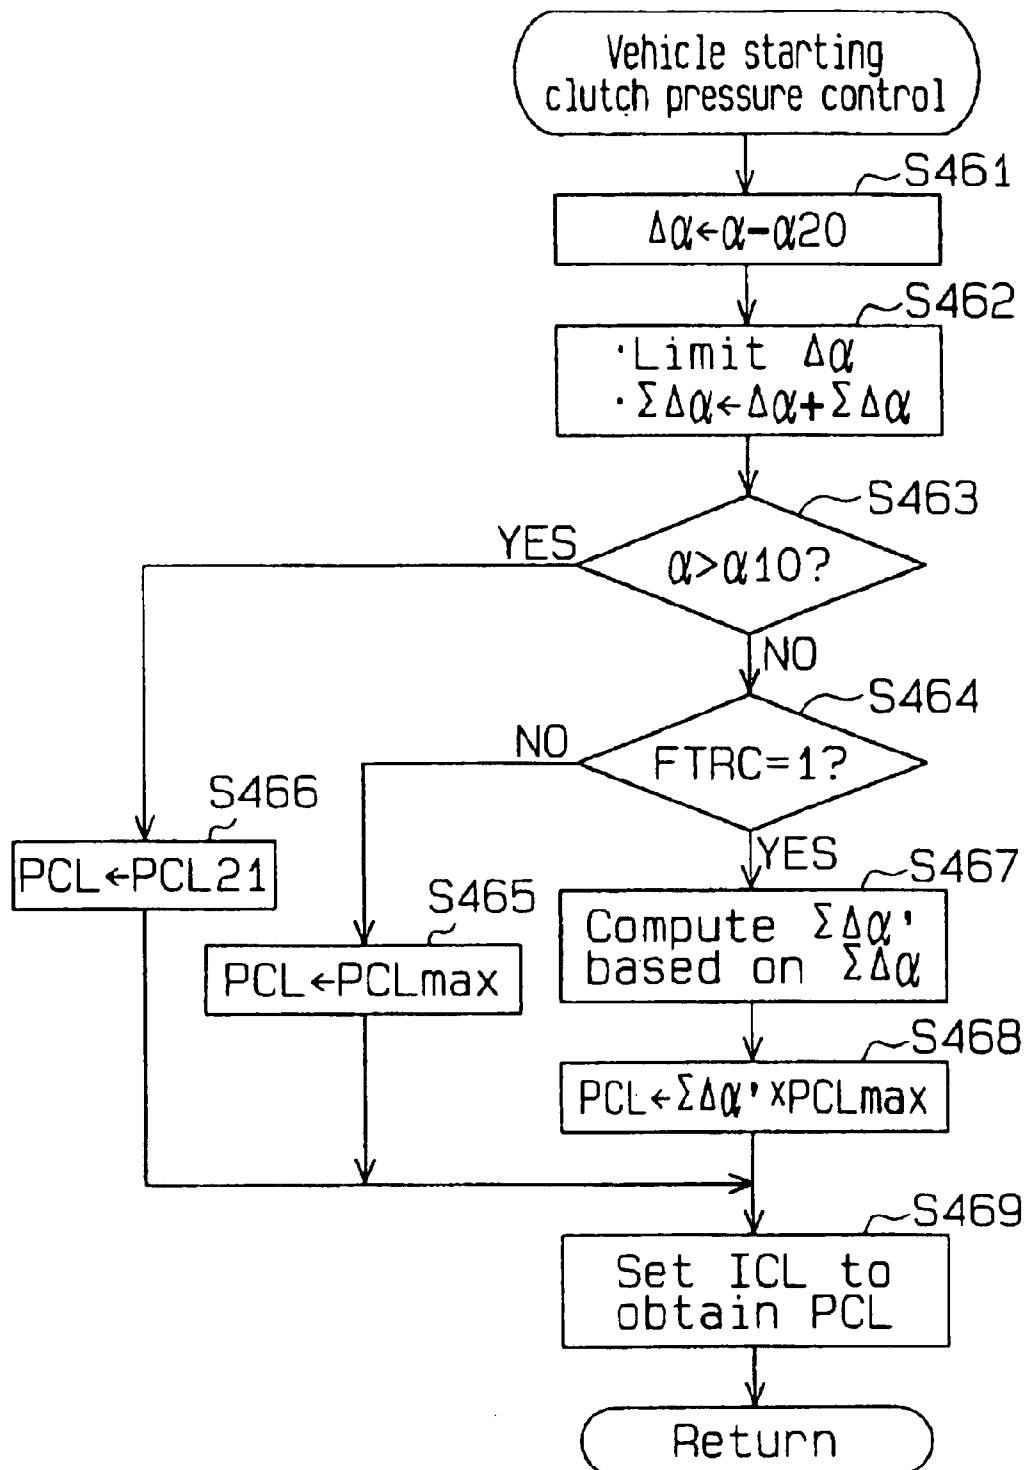 Vehicle starting
clutch pressure control
S461
Δα←α-α20
S462
·Limit Δα
·ΣΔα←Δα+ΣΔα
S463
YES
α>α10?
NO
S464
NO
FTRC=1?
YES
S466
PCL←PCL21
S465
PCL←PCLmax
S467
Compute ΣΔα'
based on ΣΔα
S468
PCL←ΣΔα'×PCLmax
S469
Set ICL to
obtain PCL
Return